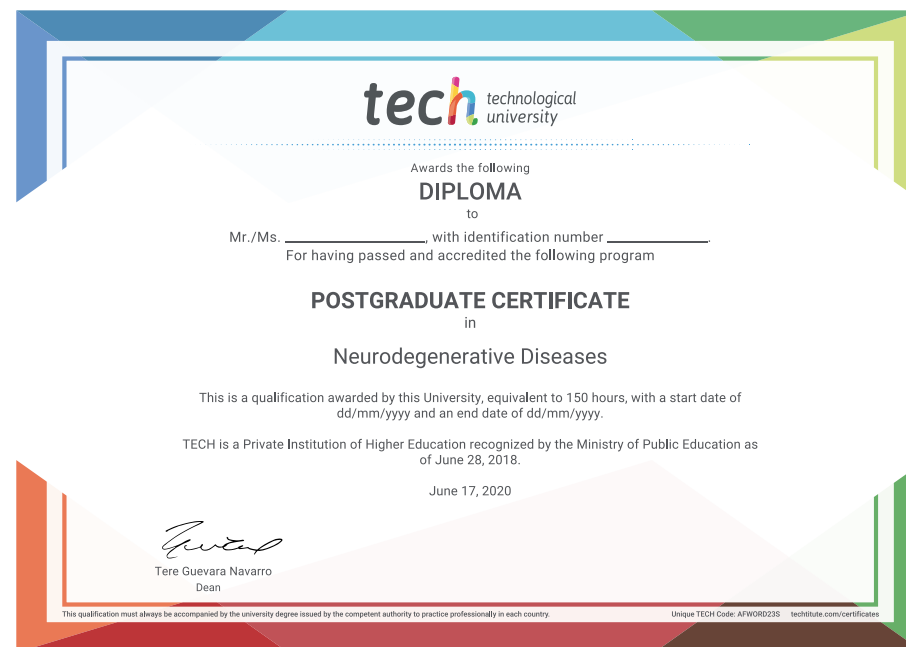 tech technological
university
Awards the following
DIPLOMA
to
Mr./Ms. ____________________, with identification number ______________.
For having passed and accredited the following program
POSTGRADUATE CERTIFICATE
in
Neurodegenerative Diseases
This is a qualification awarded by this University, equivalent to 150 hours, with a start date of
dd/mm/yyyy and an end date of dd/mm/yyyy.
TECH is a Private Institution of Higher Education recognized by the Ministry of Public Education as
of June 28, 2018.
June 17, 2020
Tere Guevara Navarro
Dean
This qualification must always be accompanied by the university degree issued by the competent authority to practice professionally in each country. Unique TECH Code: AFWORD23S techtitute.com/certificates